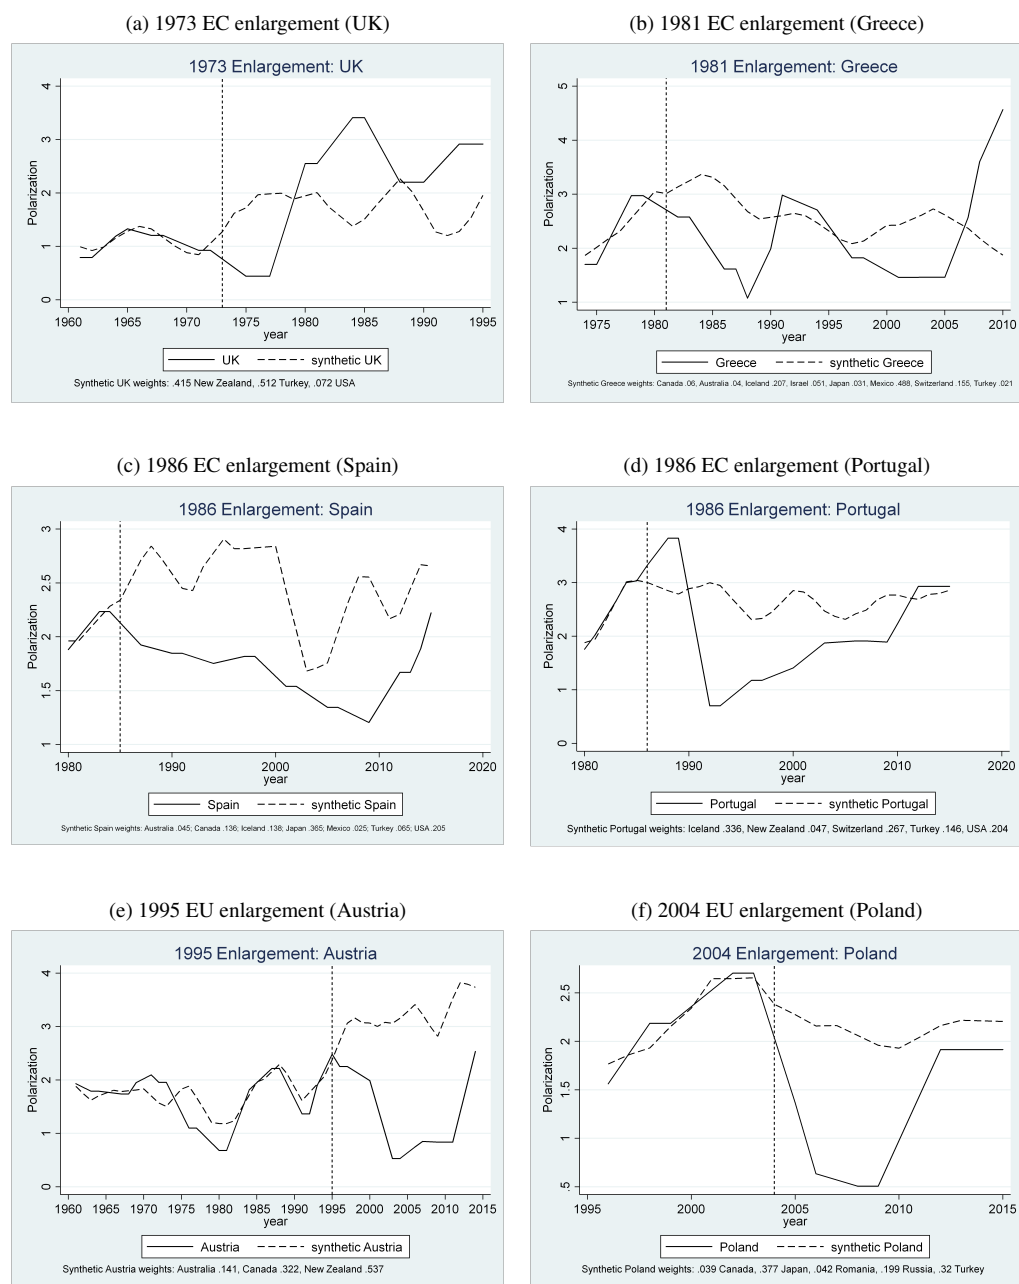 (a) 1973 EC enlargement (UK)
1973 Enlargement: UK
Polarization
4
3
2
1
0
1960 1965 1970 1975 1980 1985 1990 1995
year
UK synthetic UK
Synthetic UK weights: .415 New Zealand, .512 Turkey, .072 USA
(b) 1981 EC enlargement (Greece)
1981 Enlargement: Greece
Polarization
5
4
3
2
1
1975 1980 1985 1990 1995 2000 2005 2010
year
Greece synthetic Greece
Synthetic Greece weights: Canada .06, Australia .04, Iceland .207, Israel .051, Japan .031, Mexico .488, Switzerland .155, Turkey .021
(c) 1986 EC enlargement (Spain)
1986 Enlargement: Spain
Polarization
3
2.5
2
1.5
1
1980 1990 2000 2010 2020
year
Spain synthetic Spain
Synthetic Spain weights: Australia .045; Canada .136; Iceland .138; Japan .365; Mexico .025; Turkey .065; USA .205
(d) 1986 EC enlargement (Portugal)
1986 Enlargement: Portugal
Polarization
4
3
2
1
0
1980 1990 2000 2010 2020
year
Portugal synthetic Portugal
Synthetic Portugal weights: Iceland .336, New Zealand .047, Switzerland .267, Turkey .146, USA .204
(e) 1995 EU enlargement (Austria)
1995 Enlargement: Austria
Polarization
4
3
2
1
0
1960 1965 1970 1975 1980 1985 1990 1995 2000 2005 2010 2015
year
Austria synthetic Austria
Synthetic Austria weights: Australia .141, Canada .322, New Zealand .537
(f) 2004 EU enlargement (Poland)
2004 Enlargement: Poland
Polarization
2.5
2
1.5
1
.5
1995 2000 2005 2010 2015
year
Poland synthetic Poland
Synthetic Poland weights: .039 Canada, .377 Japan, .042 Romania, .199 Russia, .32 Turkey